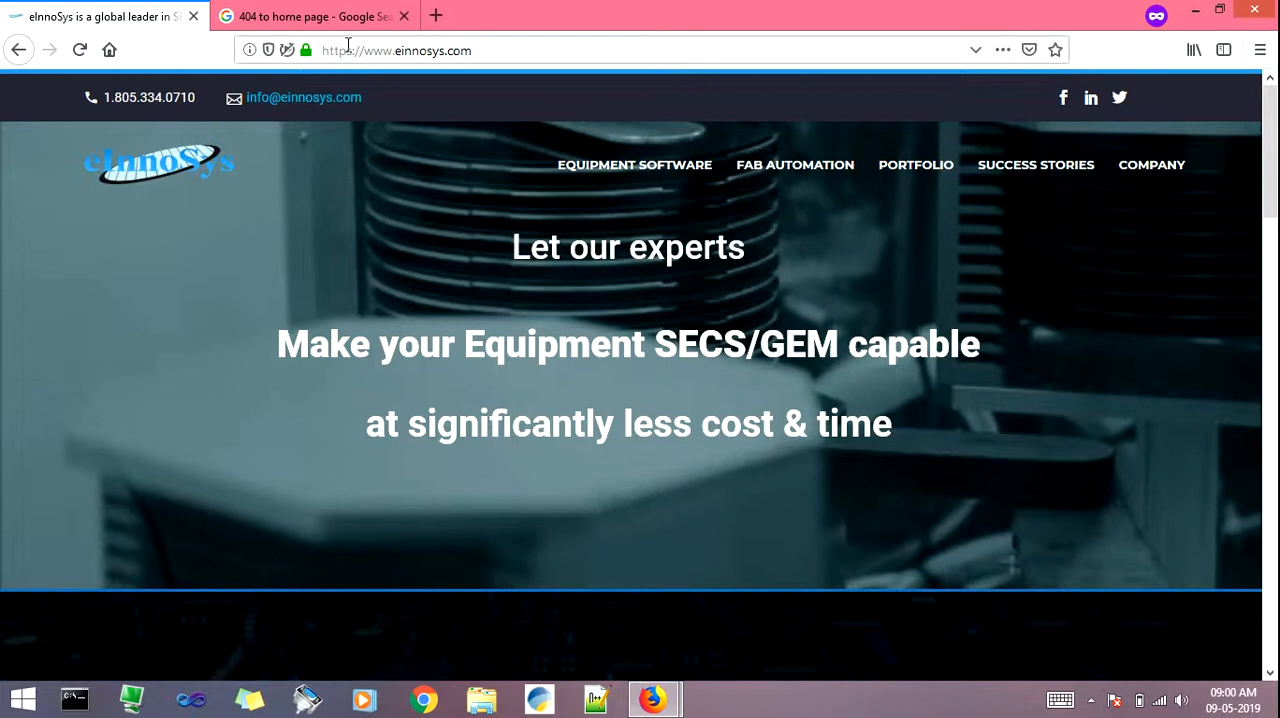 eInnoSys is a global leader in S
404 to home page - Google Sea
https://www.einnosys.com
1.805.334.0710
info@einnosys.com
eInnoSys
EQUIPMENT SOFTWARE
FAB AUTOMATION
PORTFOLIO
SUCCESS STORIES
COMPANY
Let our experts
Make your Equipment SECS/GEM capable
at significantly less cost & time
09:00 AM
09-05-2019